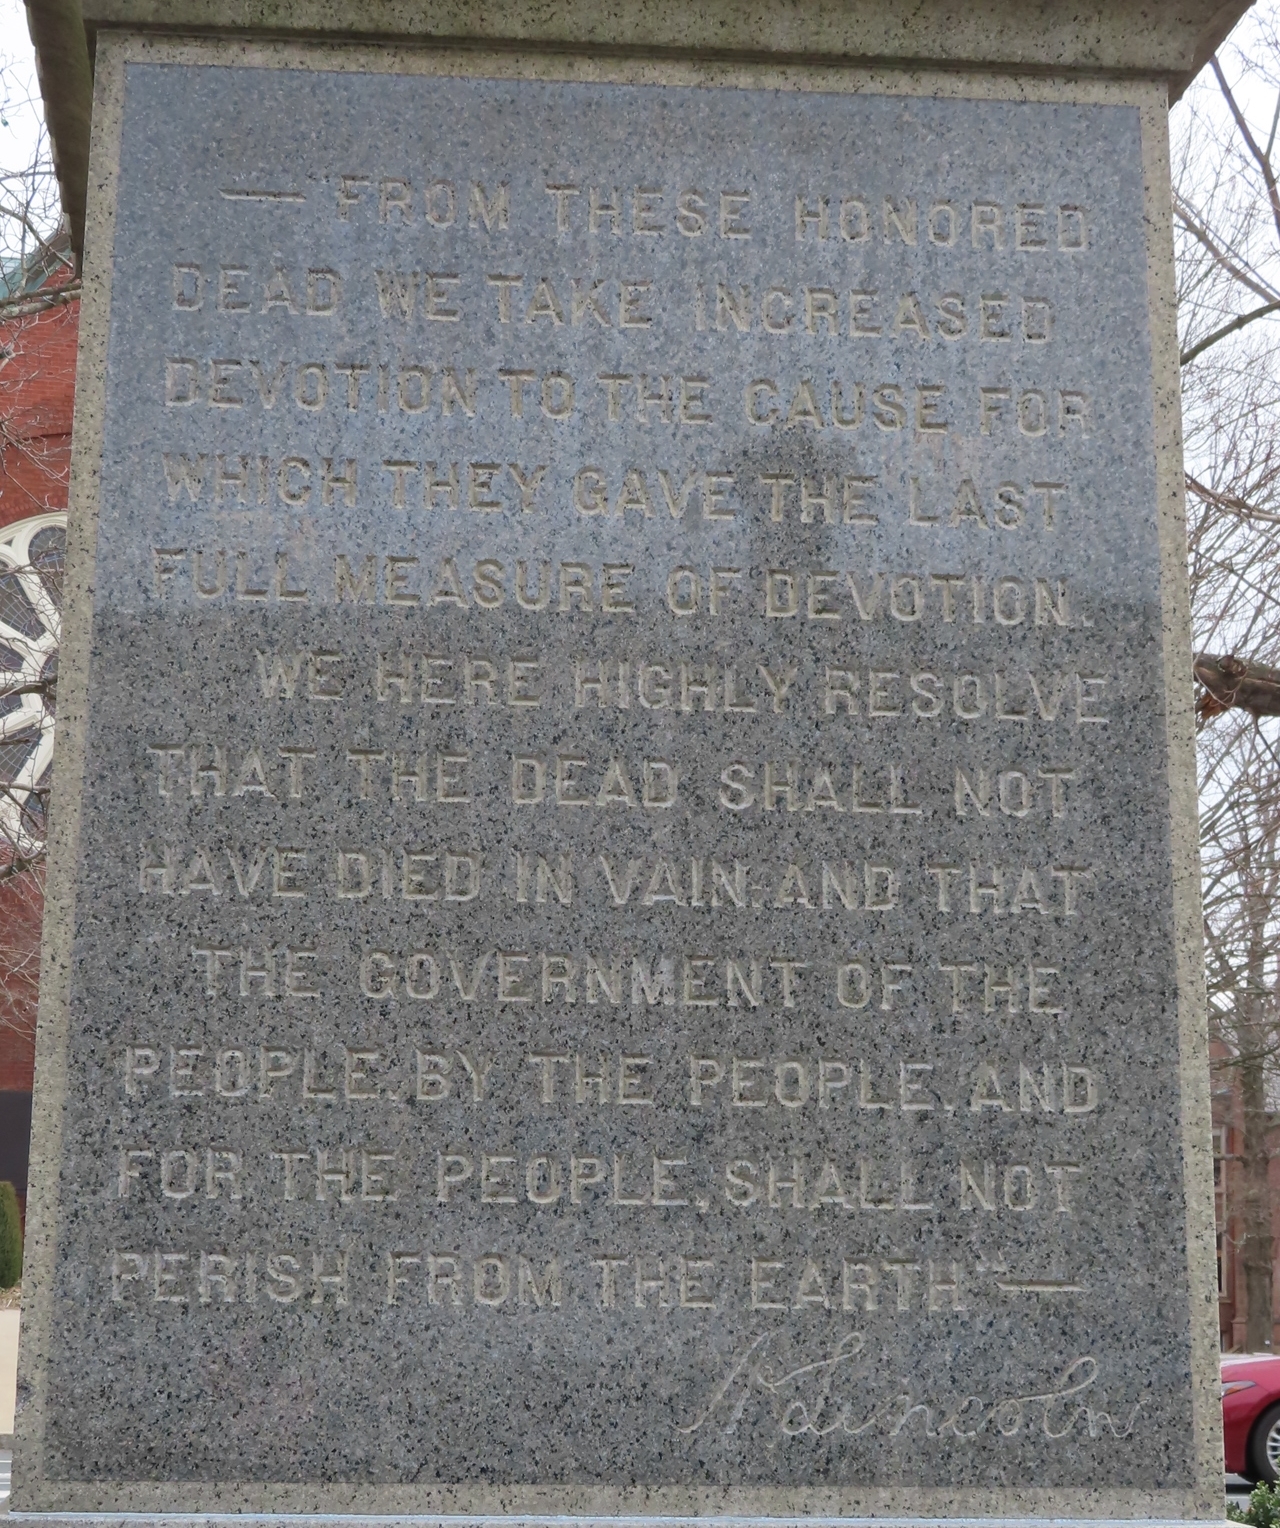 — FROM THESE HONORED
DEAD WE TAKE INCREASED
DEVOTION TO THE CAUSE FOR
WHICH THEY GAVE THE LAST
FULL MEASURE OF DEVOTION.
WE HERE HIGHLY RESOLVE
THAT THE DEAD SHALL NOT
HAVE DIED IN VAIN, AND THAT
THE GOVERNMENT OF THE
PEOPLE, BY THE PEOPLE, AND
FOR THE PEOPLE, SHALL NOT
PERISH FROM THE EARTH" —
A Lincoln